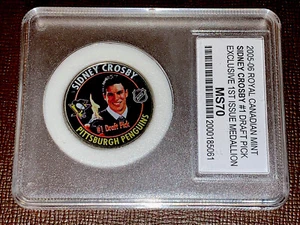 SIDNEY CROSBY
#1 Draft Pick
PITTSBURGH PENGUINS
2005-06 ROYAL CANADIAN MINT
SIDNEY CROSBY #1 DRAFT PICK
EXCLUSIVE 1ST ISSUE MEDALLION
MS70
2000185061